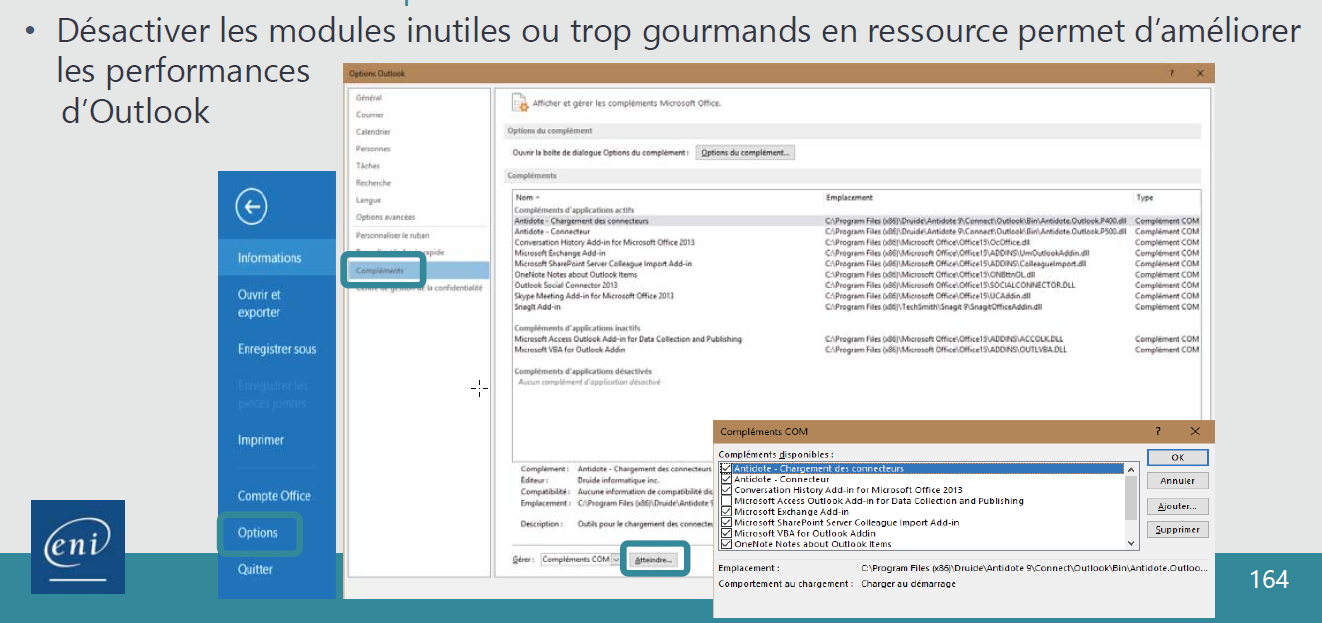 • Désactiver les modules inutiles ou trop gourmands en ressource permet d’améliorer
les performances
d’Outlook
Options Outlook
? ×
Général
Courrier
Calendrier
Personnes
Tâches
Recherche
Langue
Options avancées
Personnaliser le ruban
rapide
Compléments
Centre de gestion de la confidentialité
Afficher et gérer les compléments Microsoft Office.
Options du complément
Ouvrir la boîte de dialogue Options du complément : Options du complément...
Compléments
Nom Emplacement Type
Compléments d'applications actifs
Antidote - Chargement des connecteurs C:\Program Files (x86)\Druide\Antidote 9\Connect\Outlook\Bin\Antidote.Outlook.P400.dll Complément COM
Antidote - Connecteur C:\Program Files (x86)\Druide\Antidote 9\Connect\Outlook\Bin\Antidote.Outlook.P500.dll Complément COM
Conversation History Add-in for Microsoft Office 2013 C:\Program Files (x86)\Microsoft Office\Office15\OcOffice.dll Complément COM
Microsoft Exchange Add-in C:\Program Files (x86)\Microsoft Office\Office15\ADDINS\UmOutlookAddin.dll Complément COM
Microsoft SharePoint Server Colleague Import Add-in C:\Program Files (x86)\Microsoft Office\Office15\ADDINS\ColleagueImport.dll Complément COM
OneNote Notes about Outlook Items C:\Program Files (x86)\Microsoft Office\Office15\ONBttnOL.dll Complément COM
Outlook Social Connector 2013 C:\Program Files (x86)\Microsoft Office\Office15\SOCIALCONNECTOR.DLL Complément COM
Skype Meeting Add-in for Microsoft Office 2013 C:\Program Files (x86)\Microsoft Office\Office15\UCAddin.dll Complément COM
SnagIt Add-in C:\Program Files (x86)\TechSmith\Snagit 9\SnagitOfficeAddin.dll Complément COM
Compléments d'applications inactifs
Microsoft Access Outlook Add-in for Data Collection and Publishing C:\Program Files (x86)\Microsoft Office\Office15\ADDINS\ACCOLK.DLL Complément COM
Microsoft VBA for Outlook Addin C:\Program Files (x86)\Microsoft Office\Office15\ADDINS\OUTLVBA.DLL Complément COM
Compléments d'applications désactivés
Aucun complément d'application désactivé
Complément : Antidote - Chargement des connecteurs
Éditeur : Druide informatique inc.
Compatibilité : Aucune information de compatibilité dis
Emplacement : C:\Program Files (x86)\Druide\Antidote 9
Description : Outils pour le chargement des connecte
Gérer : Compléments COM Atteindre...
Informations
Ouvrir et
exporter
Enregistrer sous
Enregistrer les
pièces jointes
Imprimer
Compte Office
Options
Quitter
Compléments COM
? ×
Compléments disponibles :
Antidote - Chargement des connecteurs
Antidote - Connecteur
Conversation History Add-in for Microsoft Office 2013
Microsoft Access Outlook Add-in for Data Collection and Publishing
Microsoft Exchange Add-in
Microsoft SharePoint Server Colleague Import Add-in
Microsoft VBA for Outlook Addin
OneNote Notes about Outlook Items
OK
Annuler
Ajouter...
Supprimer
Emplacement : C:\Program Files (x86)\Druide\Antidote 9\Connect\Outlook\Bin\Antidote.Outloo...
Comportement au chargement : Charger au démarrage
eni
164